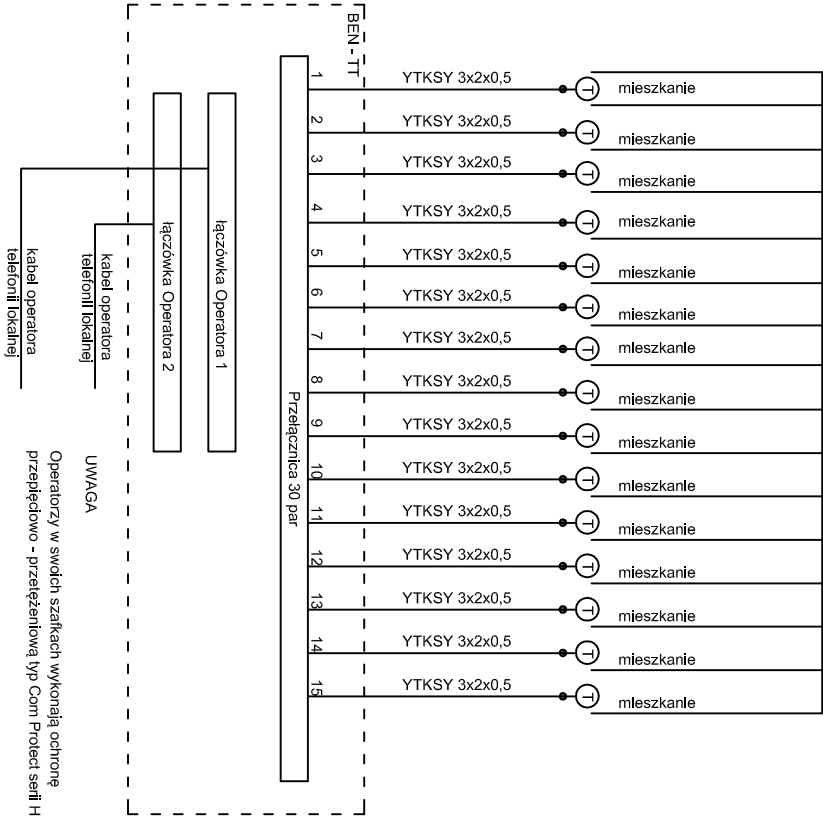 BEN - TT
1 YTKSY 3x2x0,5 T mieszkanie
2 YTKSY 3x2x0,5 T mieszkanie
3 YTKSY 3x2x0,5 T mieszkanie
4 YTKSY 3x2x0,5 T mieszkanie
5 YTKSY 3x2x0,5 T mieszkanie
6 YTKSY 3x2x0,5 T mieszkanie
7 YTKSY 3x2x0,5 T mieszkanie
8 YTKSY 3x2x0,5 T mieszkanie
9 YTKSY 3x2x0,5 T mieszkanie
10 YTKSY 3x2x0,5 T mieszkanie
11 YTKSY 3x2x0,5 T mieszkanie
12 YTKSY 3x2x0,5 T mieszkanie
13 YTKSY 3x2x0,5 T mieszkanie
14 YTKSY 3x2x0,5 T mieszkanie
15 YTKSY 3x2x0,5 T mieszkanie
Przełącznica 30 par
łączówka Operatora 1
łączówka Operatora 2
kabel operatora
telefonii lokalnej
kabel operatora
telefonii lokalnej
UWAGA
Operatorzy w swoich szafkach wykonają ochronę
przepięciowo - przetężeniową typ Com Protect serii H